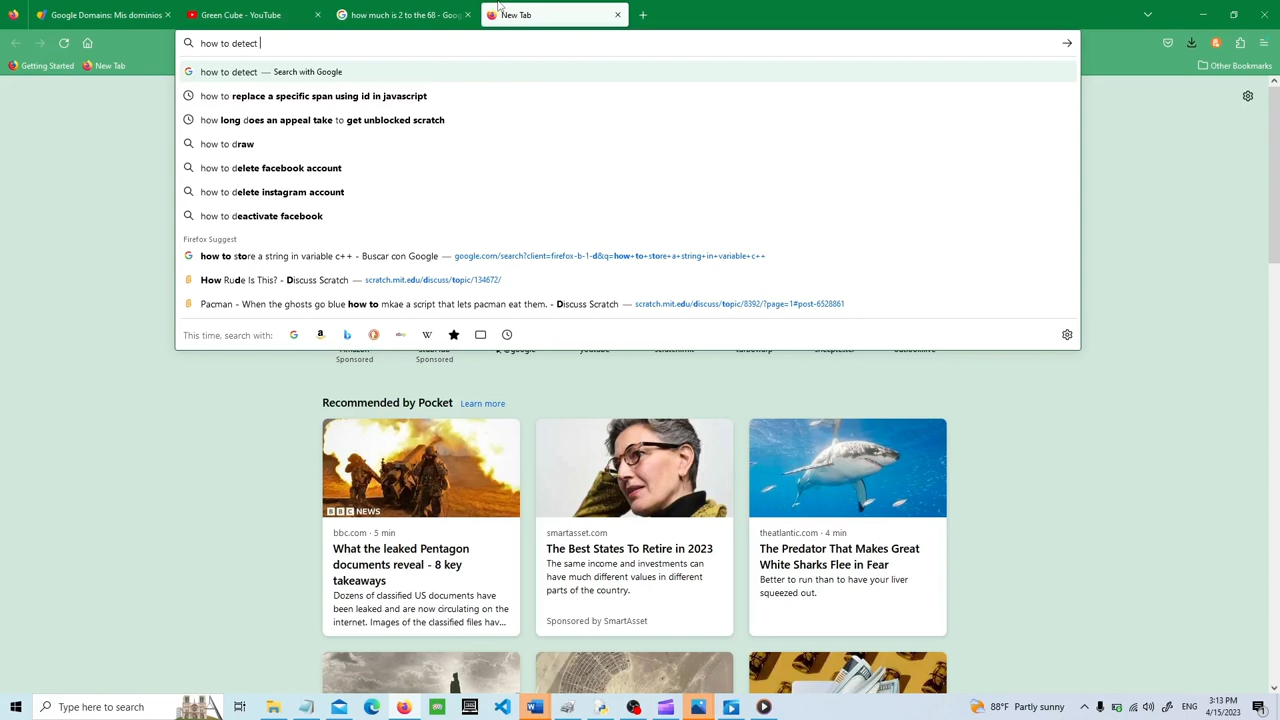 Google Domains: Mis dominios
Green Cube - YouTube
how much is 2 to the 68 - Goog
New Tab
how to detect
Getting Started
New Tab
Other Bookmarks
how to detect — Search with Google
how to replace a specific span using id in javascript
how long does an appeal take to get unblocked scratch
how to draw
how to delete facebook account
how to delete instagram account
how to deactivate facebook
Firefox Suggest
how to store a string in variable c++ - Buscar con Google — google.com/search?client=firefox-b-1-d&q=how+to+store+a+string+in+variable+c++
How Rude Is This? - Discuss Scratch — scratch.mit.edu/discuss/topic/134672/
Pacman - When the ghosts go blue how to mkae a script that lets pacman eat them. - Discuss Scratch — scratch.mit.edu/discuss/topic/8392/?page=1#post-6528861
This time, search with:
Sponsored
Sponsored
Recommended by Pocket Learn more
BBC NEWS
bbc.com · 5 min
What the leaked Pentagon
documents reveal - 8 key
takeaways
Dozens of classified US documents have
been leaked and are now circulating on the
internet. Images of the classified files hav...
smartasset.com
The Best States To Retire in 2023
The same income and investments can
have much different values in different
parts of the country.
Sponsored by SmartAsset
theatlantic.com · 4 min
The Predator That Makes Great
White Sharks Flee in Fear
Better to run than to have your liver
squeezed out.
Type here to search
88°F Partly sunny
ENG
3:13 PM
4/15/2023